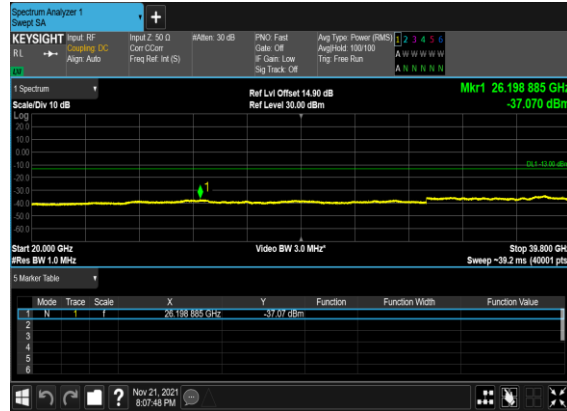 Spectrum Analyzer 1
Swept SA
+
KEYSIGHT Input: RF Input Z: 50 Ω #Atten: 30 dB PNO: Fast Avg Type: Power (RMS) 1 2 3 4 5 6
RL Coupling: DC Corr CCorr Gate: Off Avg|Hold: 100/100 A W W W W W
Align: Auto Freq Ref: Int (S) IF Gain: Low Trig: Free Run
Sig Track: Off A N N N N N
1 Spectrum Ref Lvl Offset 14.90 dB Mkr1 26.198 885 GHz
Scale/Div 10 dB Ref Level 30.00 dBm -37.070 dBm
Log
20.0
10.0
0.00
-10.0
DL1 -13.00 dBm
-20.0
-30.0
1
-40.0
-50.0
-60.0
Start 20.000 GHz Video BW 3.0 MHz* Stop 39.800 GHz
#Res BW 1.0 MHz Sweep ~39.2 ms (40001 pts)
5 Marker Table
Mode Trace Scale X Y Function Function Width Function Value
1 N 1 f 26.198 885 GHz -37.07 dBm
2
3
4
5
6
? Nov 21, 2021
8:07:48 PM